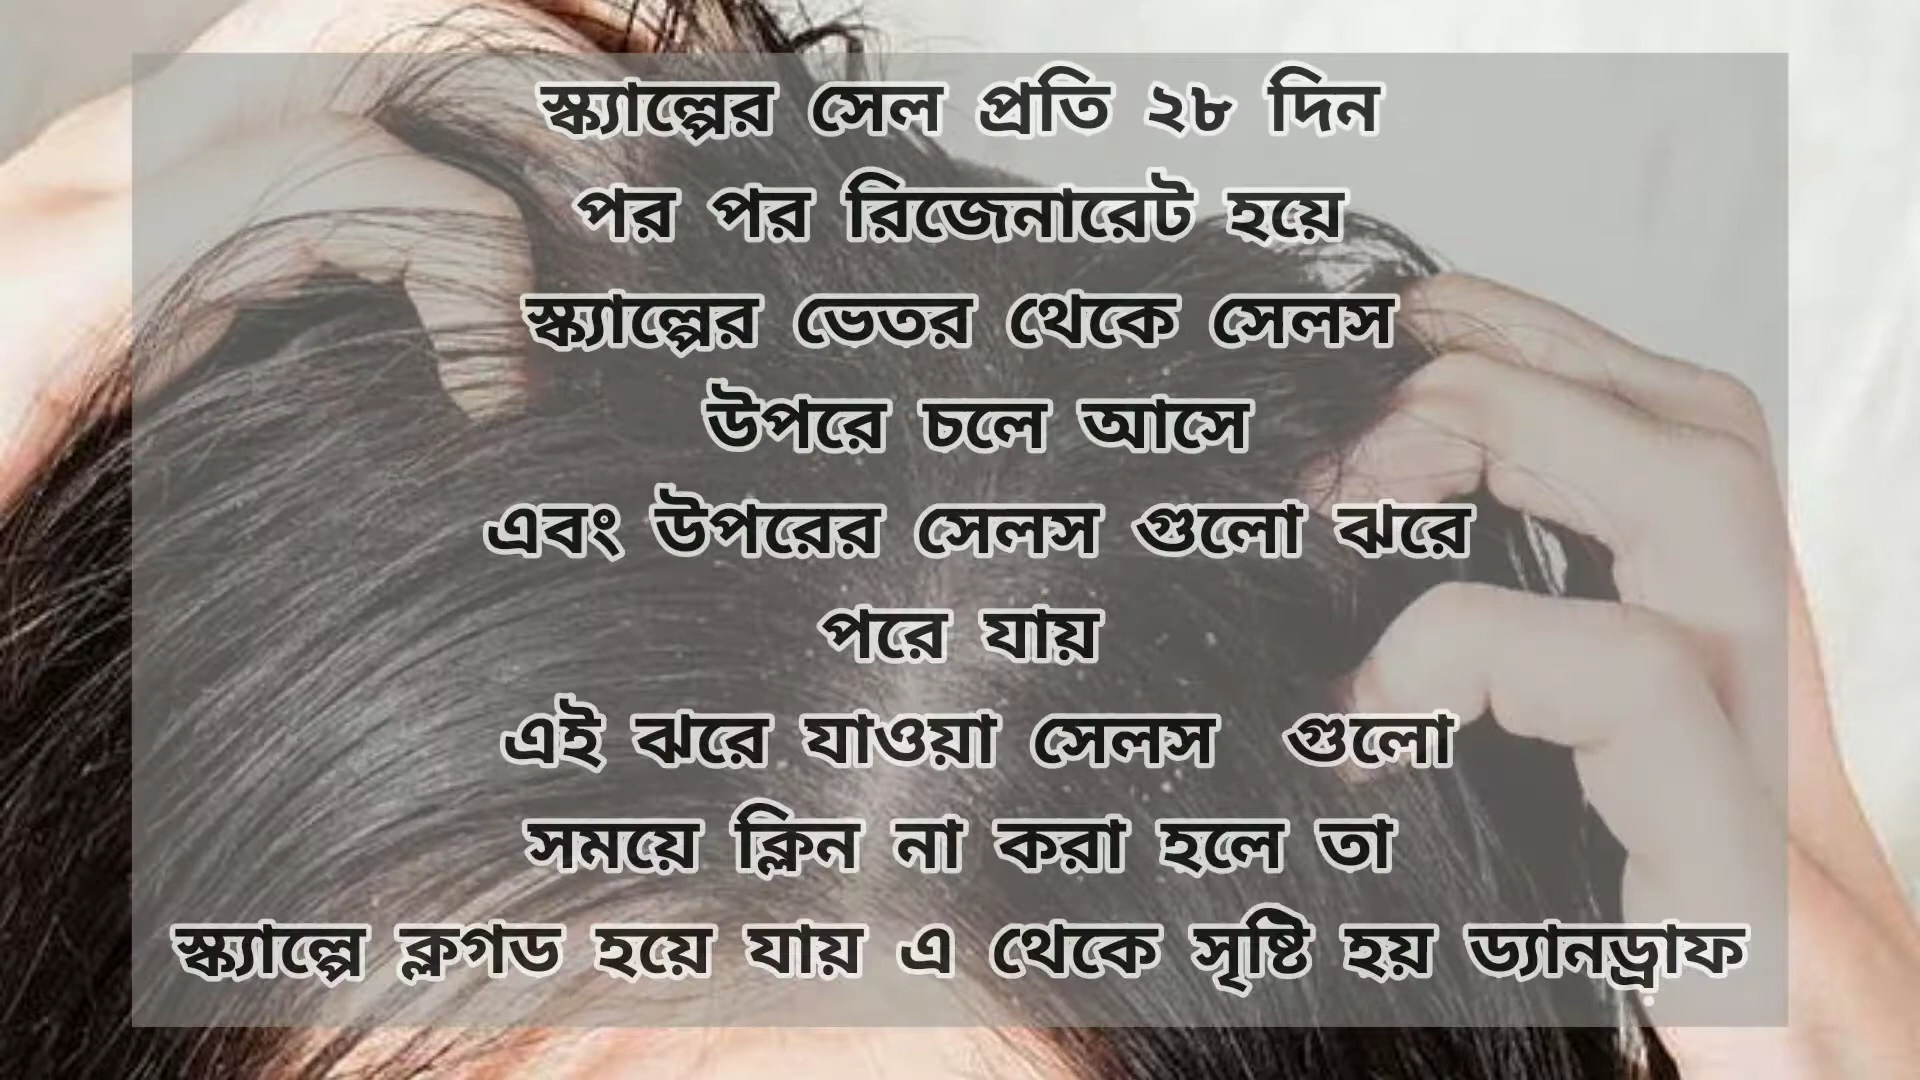 স্ক্যাল্পের সেল প্রতি ২৮ দিন
পর পর রিজেনারেট হয়ে
স্ক্যাল্পের ভেতর থেকে সেলস
উপরে চলে আসে
এবং উপরের সেলস গুলো ঝরে
পরে যায়
এই ঝরে যাওয়া সেলস গুলো
সময়ে ক্লিন না করা হলে তা
স্ক্যাল্পে ক্লগড হয়ে যায় এ থেকে সৃষ্টি হয় ড্যানড্রাফ